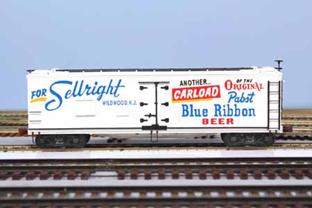 FOR Sellright
WILDWOOD, N.J.
ANOTHER...
CARLOAD
OF THE
ORIGINAL
Pabst
Blue Ribbon
BEER